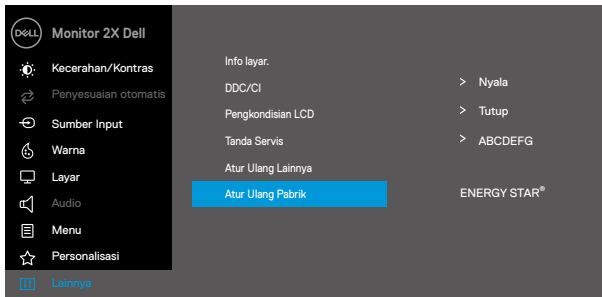 DELL Monitor 2X Dell
Kecerahan/Kontras
Penyesuaian otomatis
Sumber Input
Warna
Layar
Audio
Menu
Personalisasi
Lainnya
Info layar.
DDC/CI > Nyala
Pengkondisian LCD > Tutup
Tanda Servis > ABCDEFG
Atur Ulang Lainnya
Atur Ulang Pabrik ENERGY STAR®